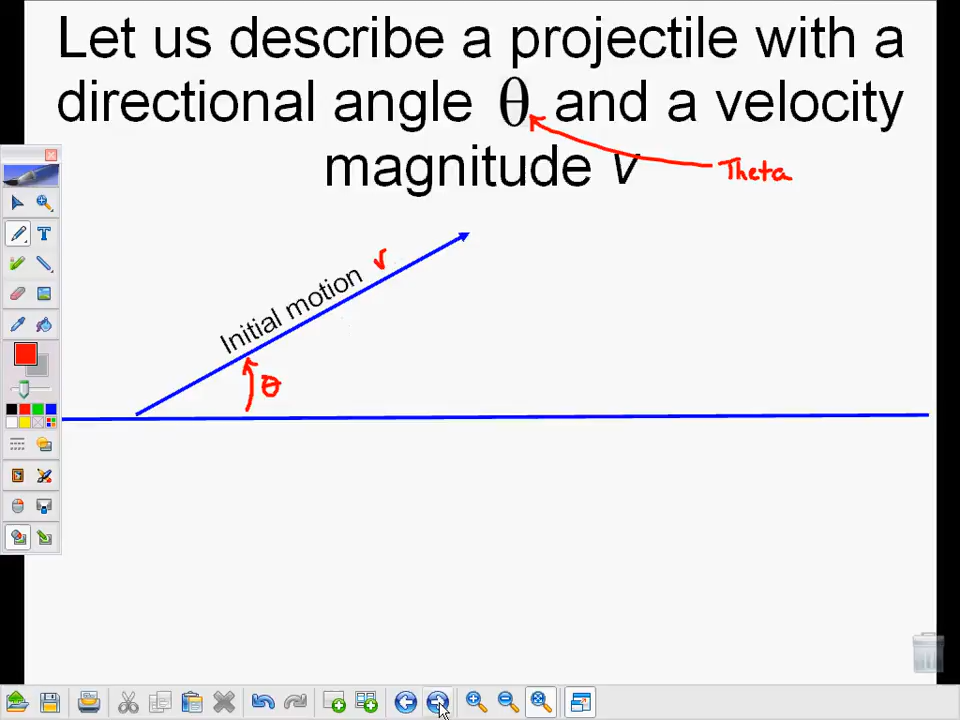 Let us describe a projectile with a
directional angle θ and a velocity
magnitude v
Theta
Initial motion v
θ